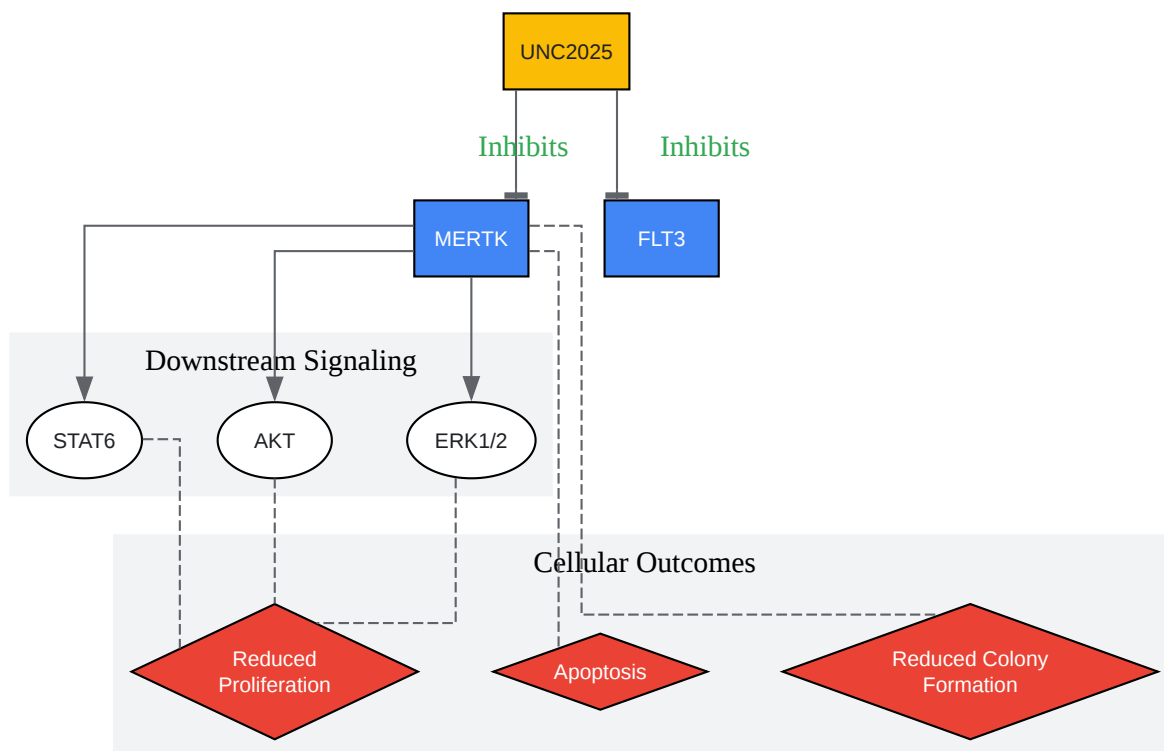 UNC2025
Inhibits
Inhibits
MERTK
FLT3
Downstream Signaling
STAT6
AKT
ERK1/2
Cellular Outcomes
Reduced
Proliferation
Apoptosis
Reduced Colony
Formation